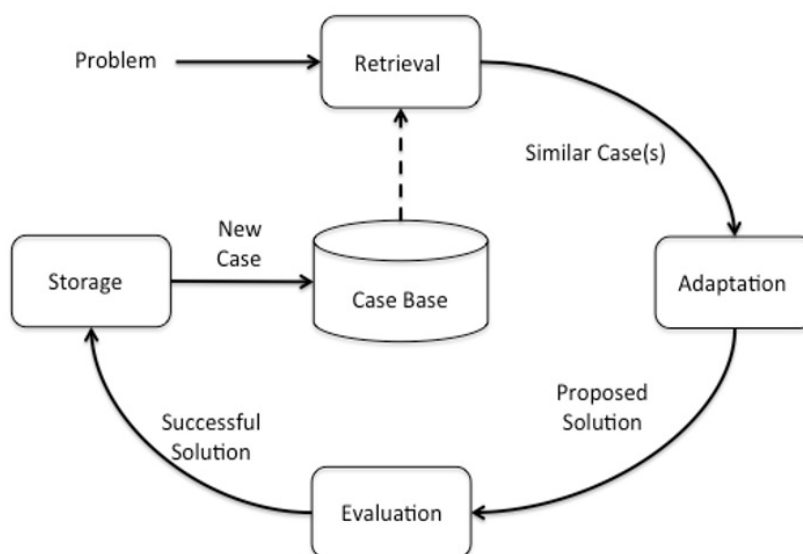 Problem
Retrieval
Similar Case(s)
New
Case
Storage
Case Base
Adaptation
Proposed
Solution
Successful
Solution
Evaluation